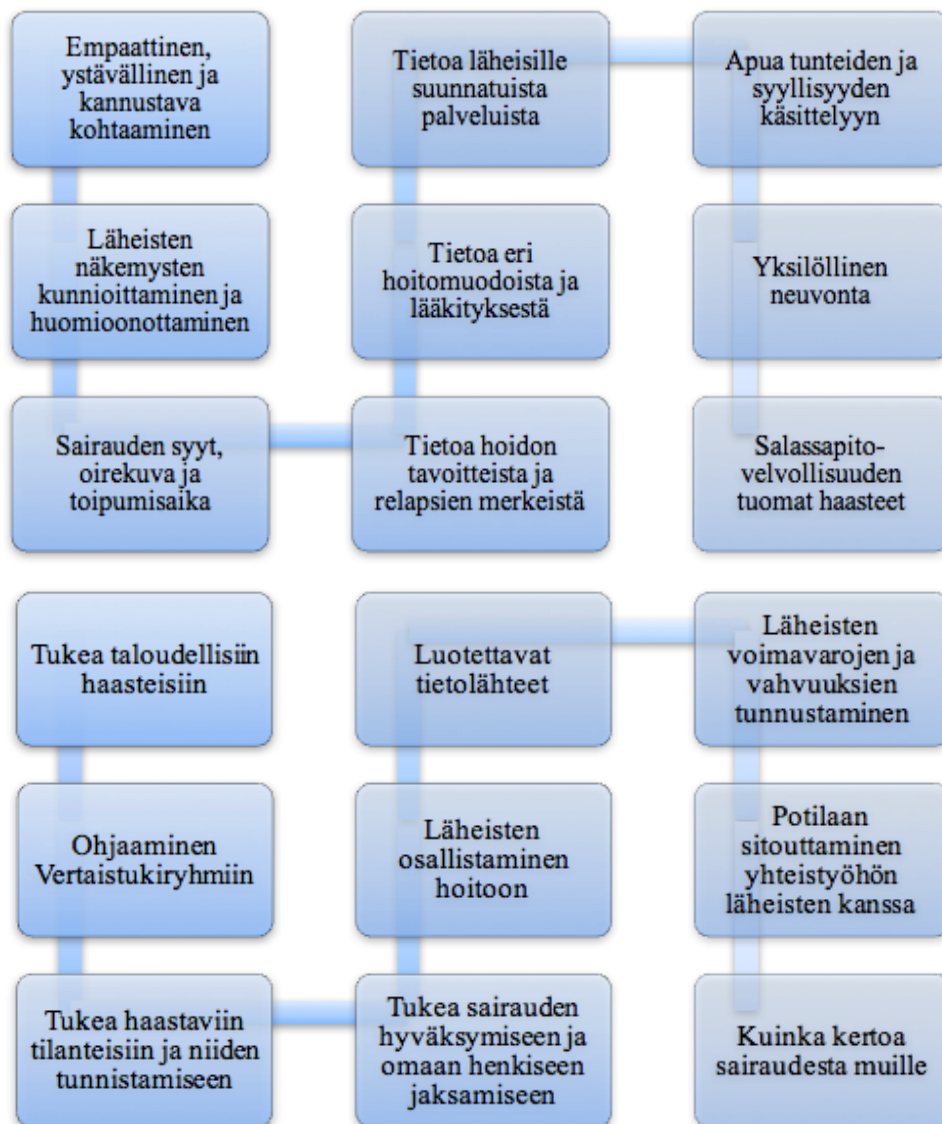 Empaattinen,
ystävällinen ja
kannustava
kohtaaminen
Läheisten
näkemysten
kunnioittaminen ja
huomioonottaminen
Sairauden syyt,
oirekuva ja
toipumisaika
Tietoa hoidon
tavoitteista ja
relapsien merkeistä
Tietoa eri
hoitomuodoista ja
lääkityksestä
Tietoa läheisille
suunnatuista
palveluista
Apua tunteiden ja
syyllisyyden
käsittelyyn
Yksilöllinen
neuvonta
Salassapito-
velvollisuuden
tuomat haasteet
Tukea taloudellisiin
haasteisiin
Ohjaaminen
Vertaistukiryhmiin
Tukea haastaviin
tilanteisiin ja niiden
tunnistamiseen
Tukea sairauden
hyväksymiseen ja
omaan henkiseen
jaksamiseen
Läheisten
osallistaminen
hoitoon
Luotettavat
tietolähteet
Läheisten
voimavarojen ja
vahvuuksien
tunnustaminen
Potilaan
sitouttaminen
yhteistyöhön
läheisten kanssa
Kuinka kertoa
sairaudesta muille